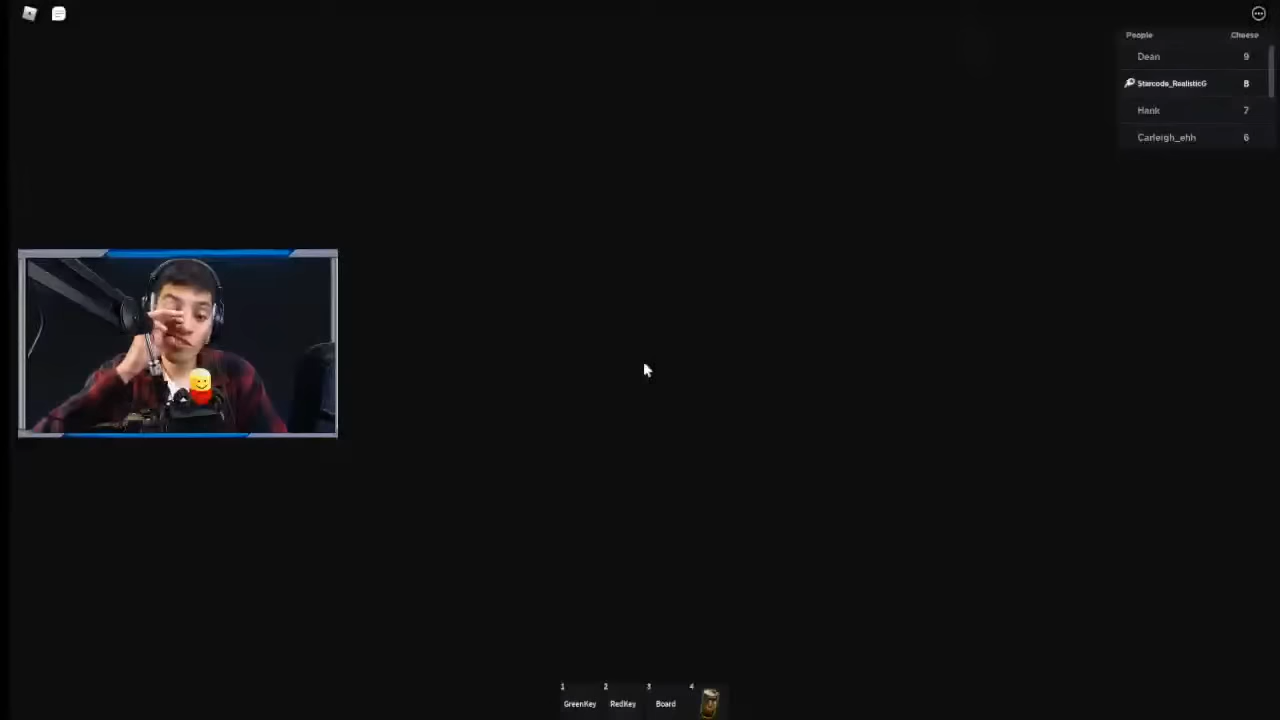 People Cheese
Dean 9
Starcode_RealisticG 8
Hank 7
Carleigh_ehh 6
1 2 3 4
GreenKey RedKey Board